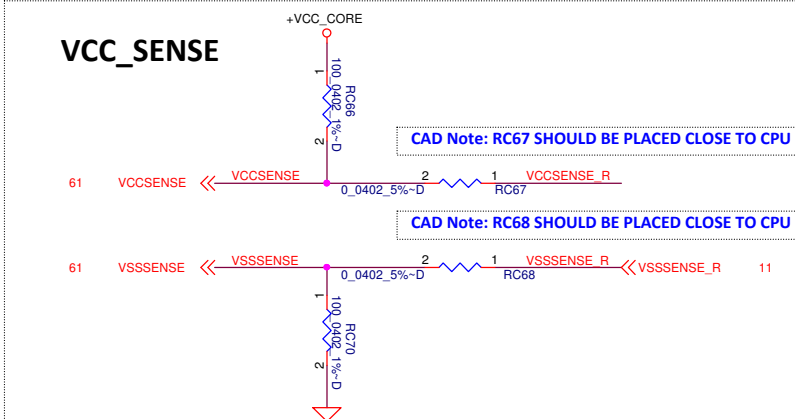 +VCC_CORE
VCC_SENSE
1
100_0402_1%~D
RC66
2
CAD Note: RC67 SHOULD BE PLACED CLOSE TO CPU
61 VCCSENSE VCCSENSE 2 1 VCCSENSE_R
0_0402_5%~D RC67
CAD Note: RC68 SHOULD BE PLACED CLOSE TO CPU
61 VSSSENSE VSSSENSE 2 1 VSSSENSE_R VSSSENSE_R 11
0_0402_5%~D RC68
1
100_0402_1%~D
RC70
2